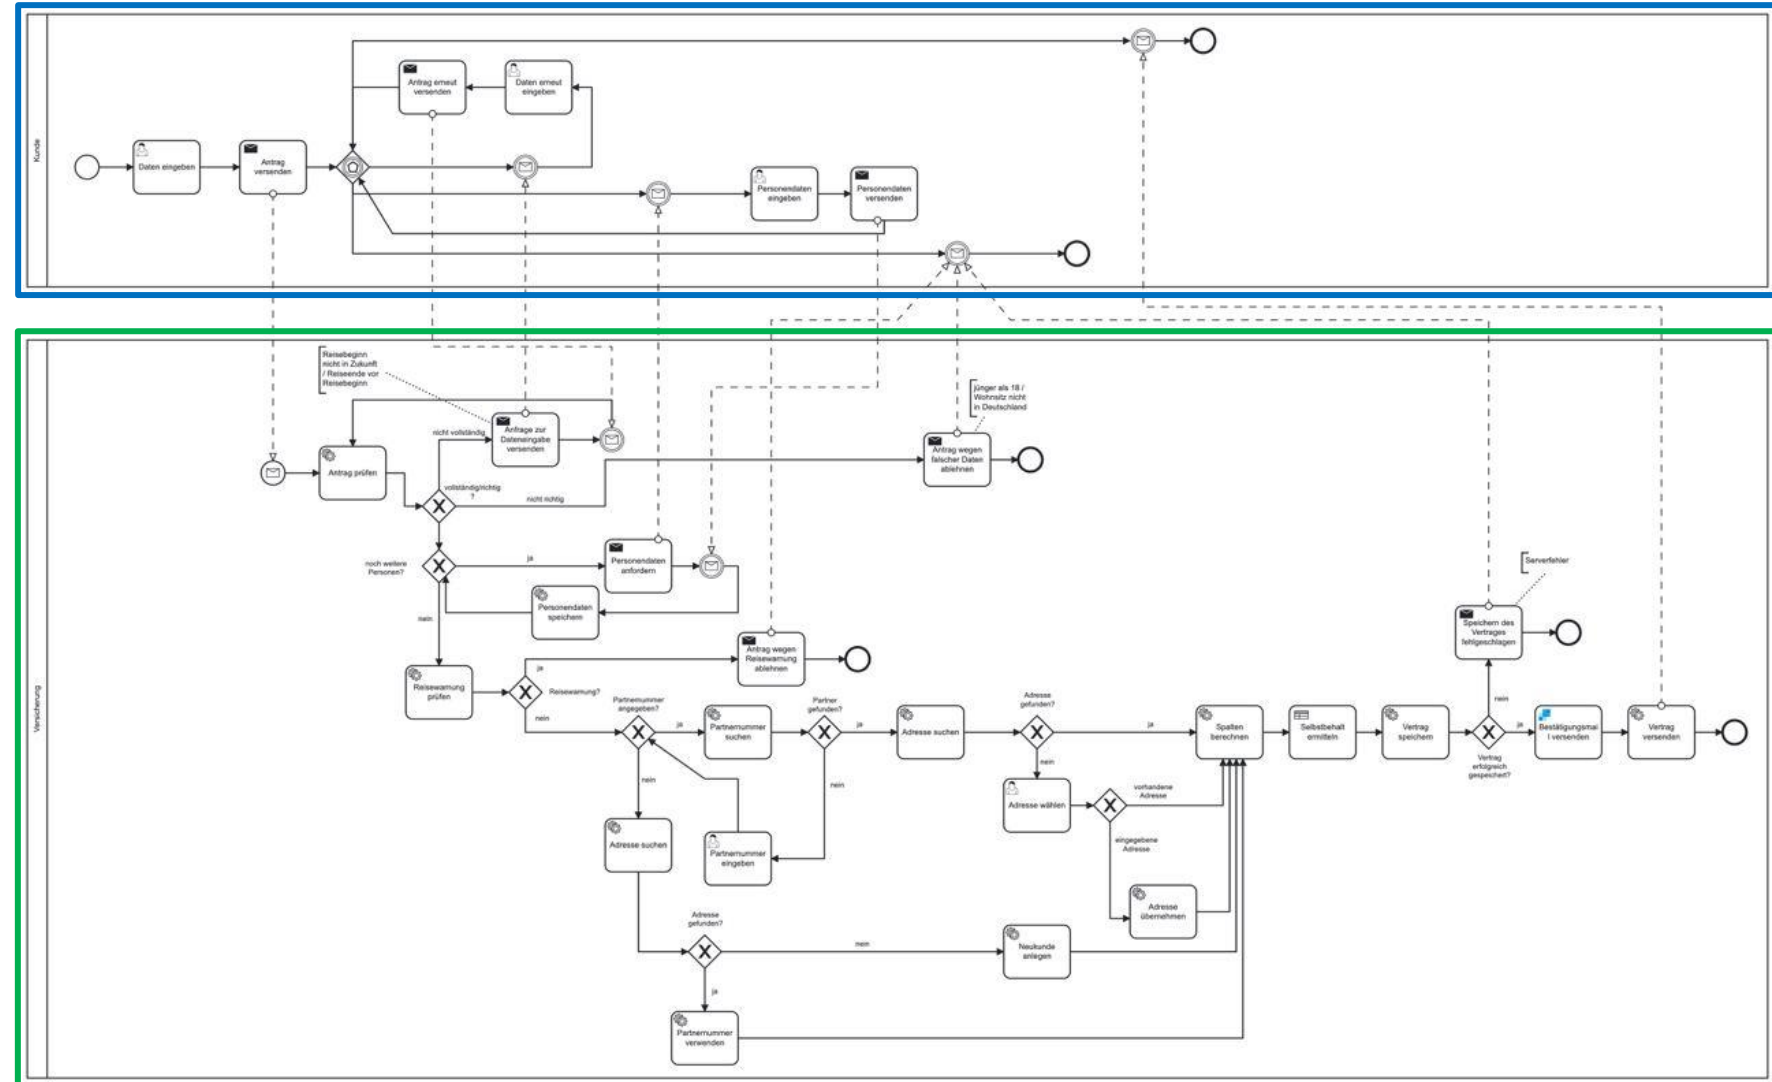 Kunde
Antrag erneut
versenden
Daten erneut
eingeben
Daten eingeben
Antrag
versenden
Personendaten
eingeben
Personendaten
versenden
Versicherung
Reisebeginn
nicht in Zukunft
/ Reiseende vor
Reisebeginn
jünger als 18 /
Wohnsitz nicht
in Deutschland
nicht vollständig
Anfrage zur
Dateneingabe
versenden
Antrag prüfen
Antrag wegen
falscher Daten
ablehnen
vollständig/richtig
?
nicht richtig
noch weitere
Personen?
ja
Personendaten
anfordern
Serverfehler
Personendaten
speichern
nein
Speichern des
Vertrages
fehlgeschlagen
Antrag wegen
Reisewarnung
ablehnen
ja
Reisewarnung
prüfen
Reisewarnung?
nein
Partnernummer
angegeben?
ja
Partnernummer
suchen
Partner
gefunden?
ja
Adresse suchen
Adresse
gefunden?
ja
Spalten
berechnen
Selbstbehalt
ermitteln
Vertrag
speichern
nein
ja
Vertrag
erfolgreich
gespeichert?
Bestätigungsmai
l versenden
Vertrag
versenden
nein
nein
nein
Adresse wählen
vorhandene
Adresse
eingegebene
Adresse
Adresse suchen
Partnernummer
eingeben
Adresse
übernehmen
Adresse
gefunden?
nein
Neukunde
anlegen
ja
Partnernummer
verwenden